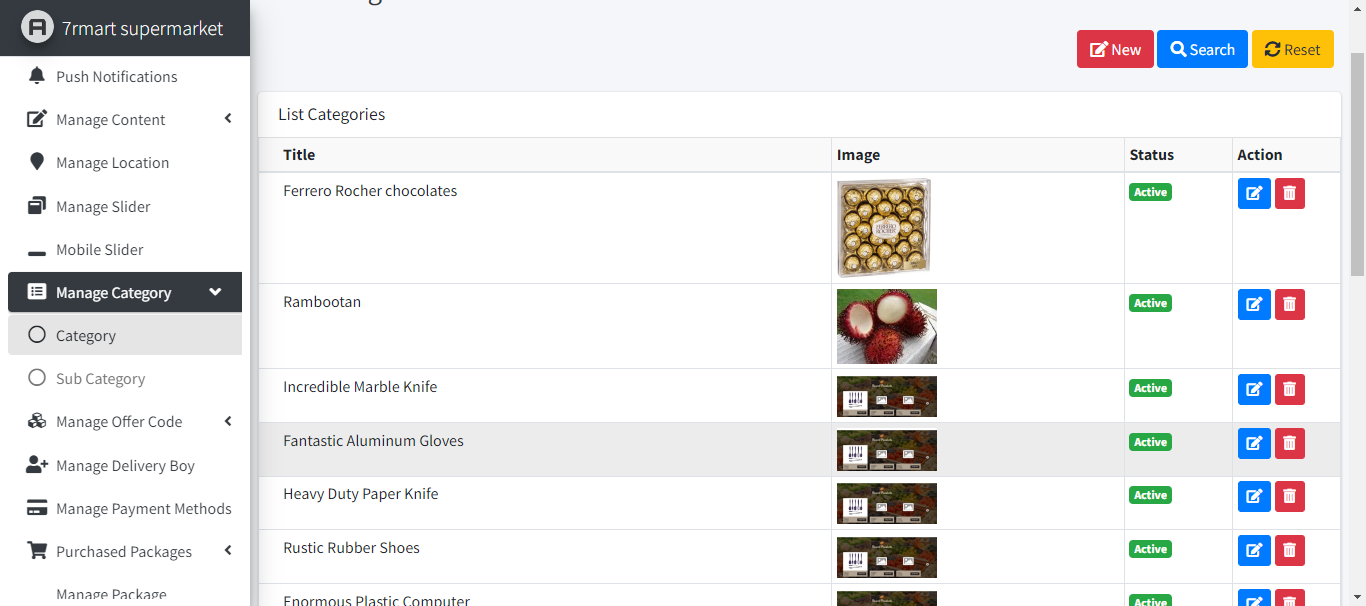 7rmart supermarket
Push Notifications
Manage Content
Manage Location
Manage Slider
Mobile Slider
Manage Category
Category
Sub Category
Manage Offer Code
Manage Delivery Boy
Manage Payment Methods
Purchased Packages
Manage Package
New
Search
Reset
List Categories
Title Image Status Action
Ferrero Rocher chocolates Active
FERRERO ROCHER
Rambootan Active
Incredible Marble Knife Active
Fantastic Aluminum Gloves Active
Heavy Duty Paper Knife Active
Rustic Rubber Shoes Active
Enormous Plastic Computer Active